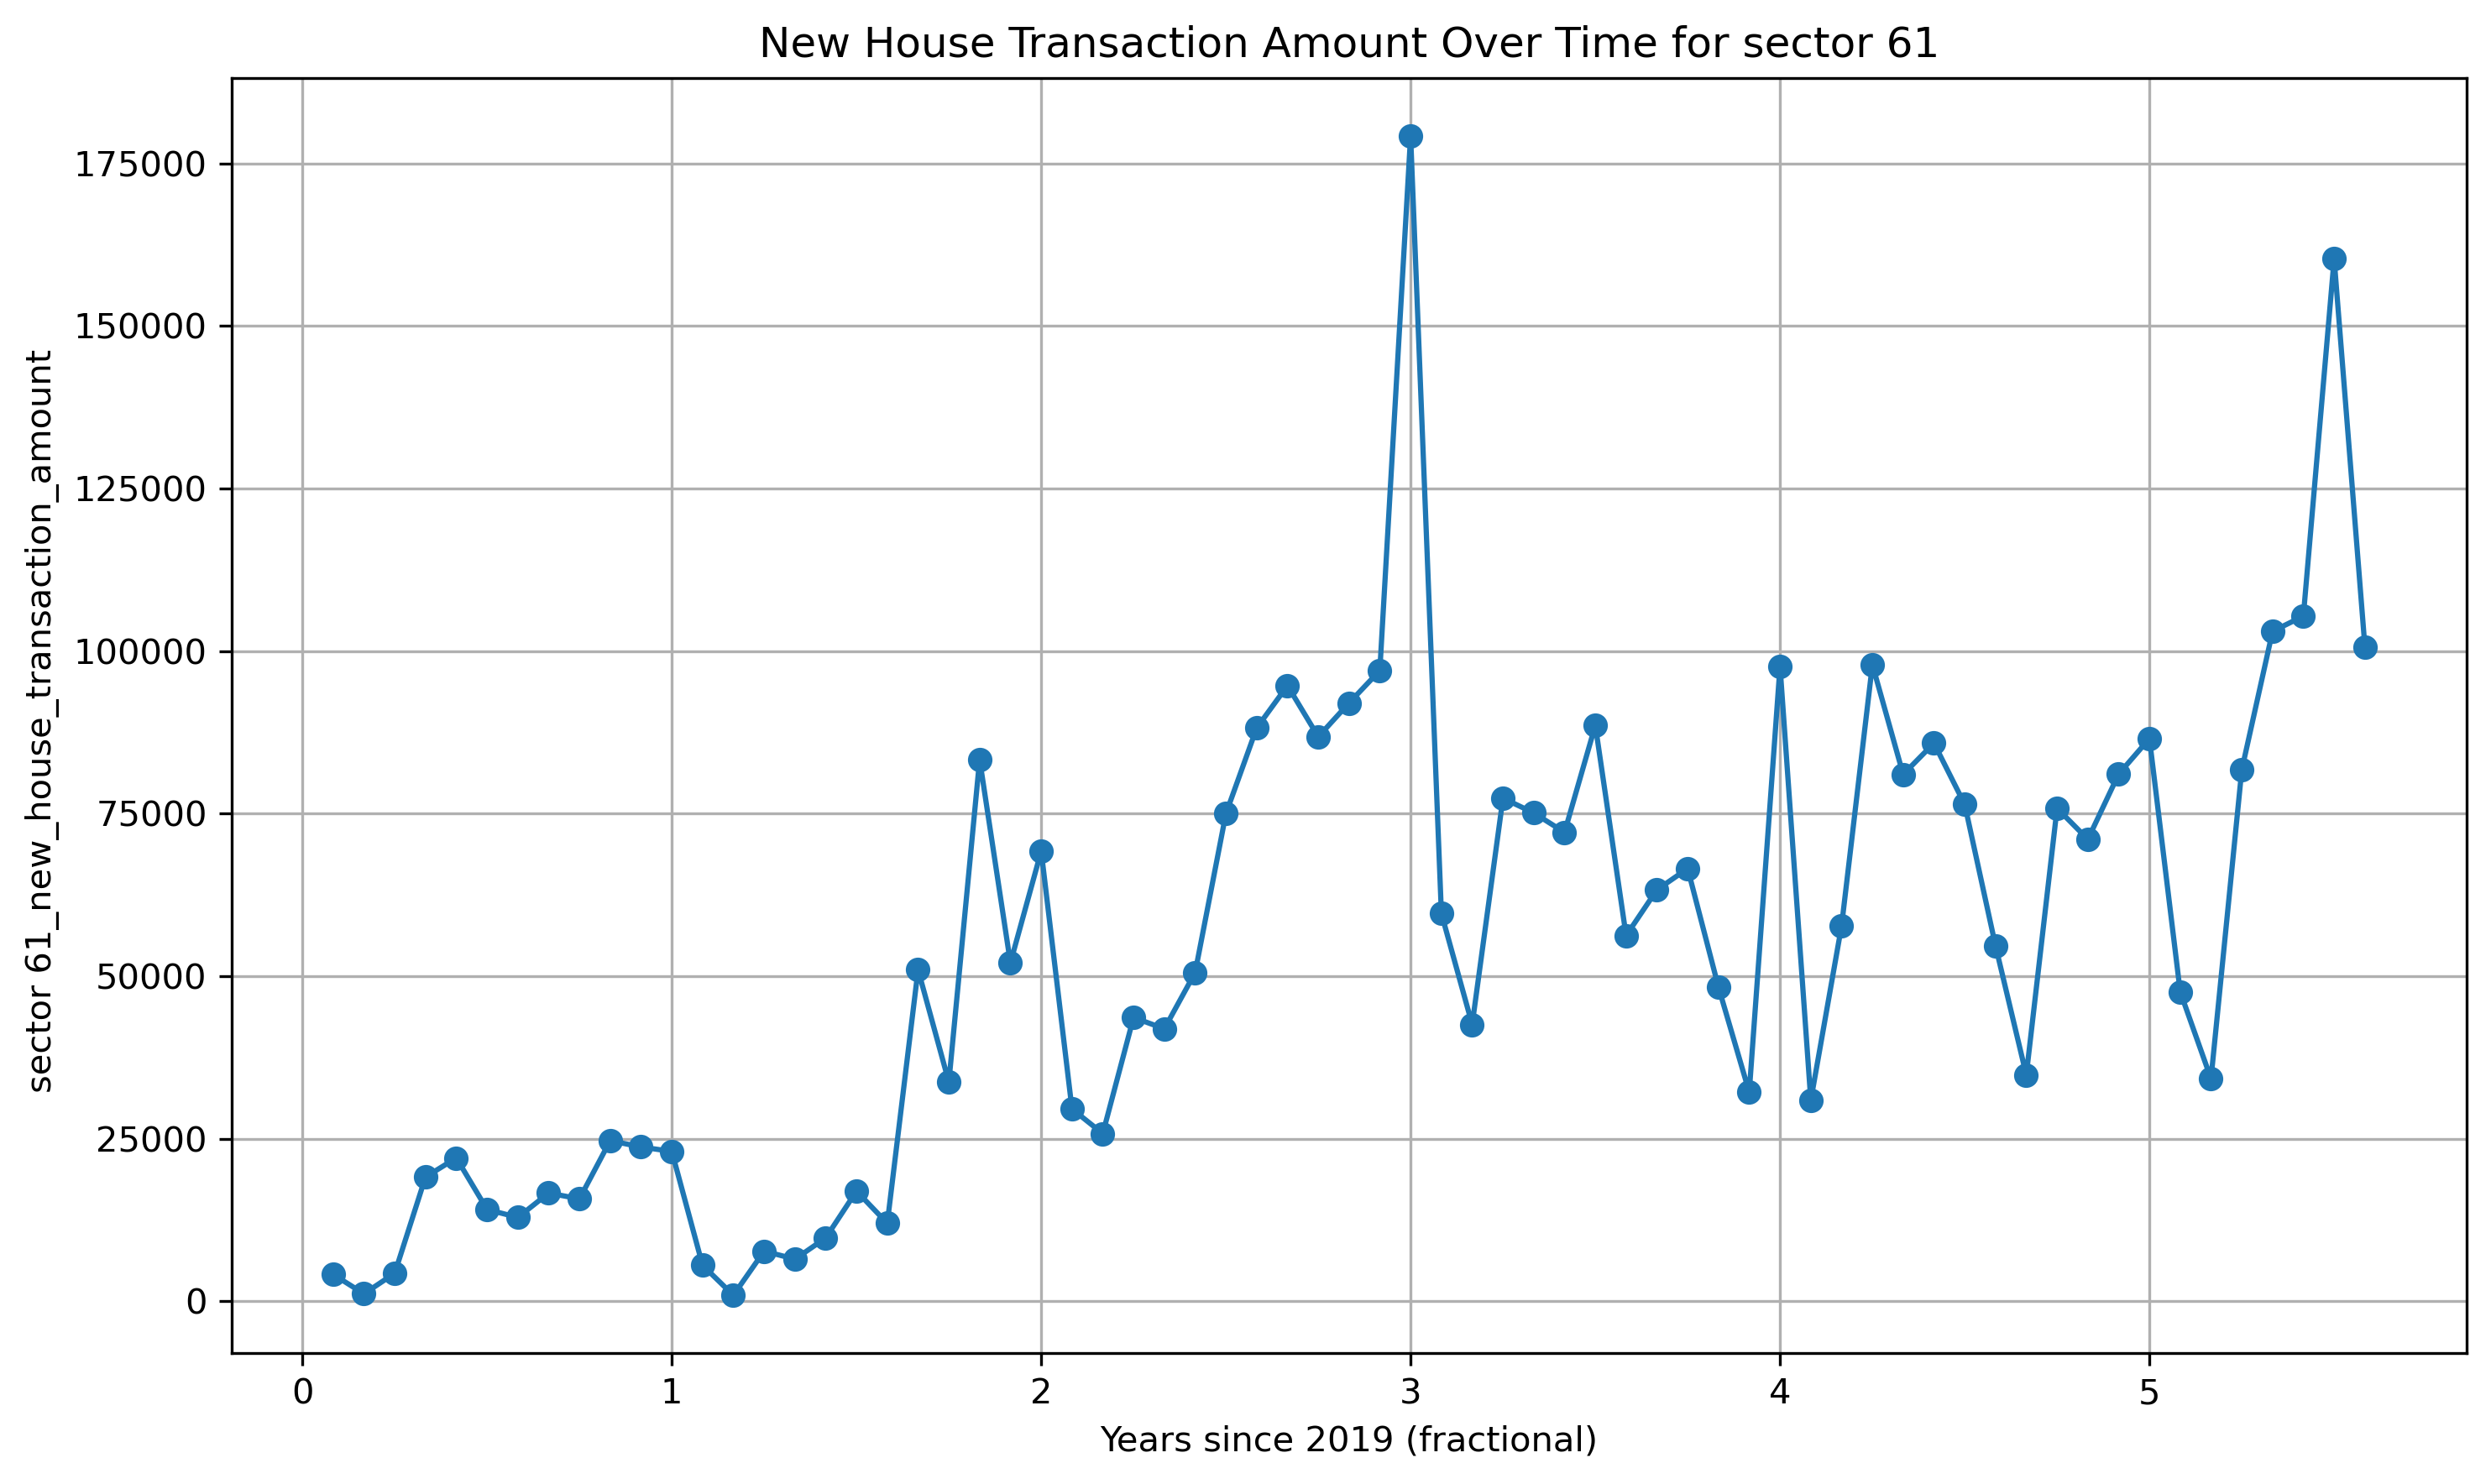 New House Transaction Amount Over Time for sector 61
sector 61_new_house_transaction_amount
175000
150000
125000
100000
75000
50000
25000
0
0 1 2 3 4 5
Years since 2019 (fractional)